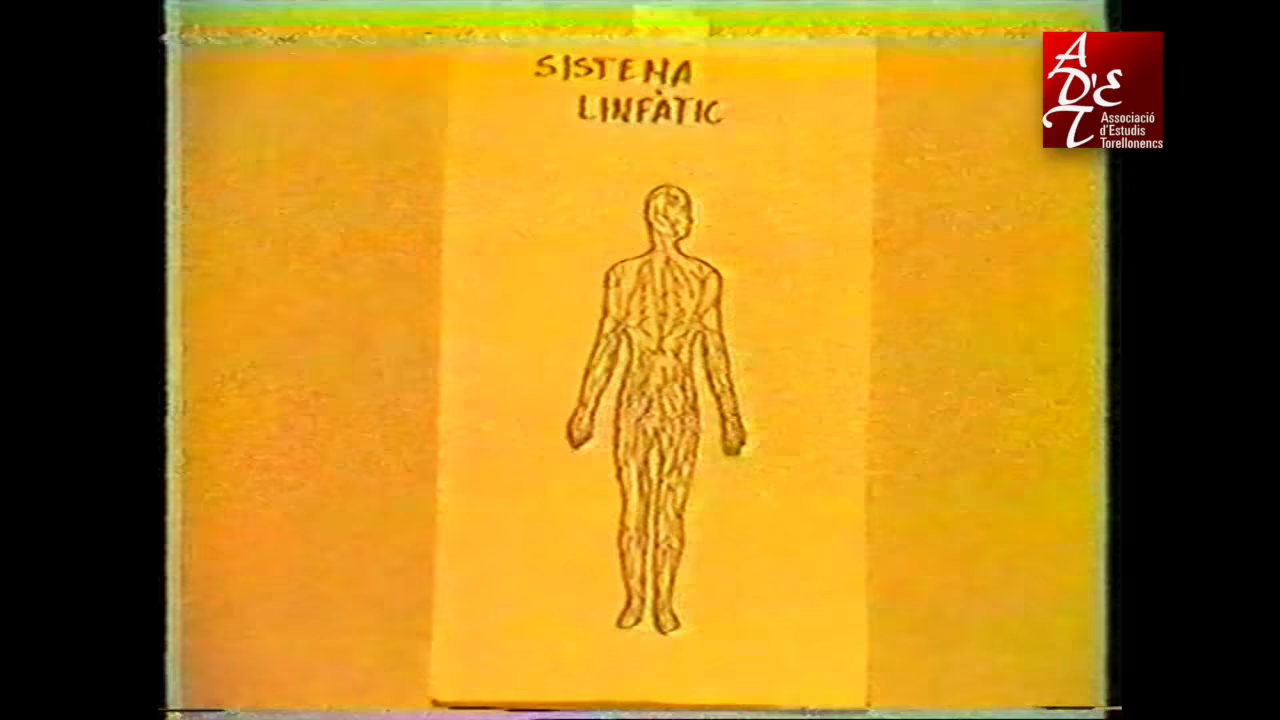 SISTEMA
LINFÀTIC
A
D'E
T
Associació
d'Estudis
Torellonencs